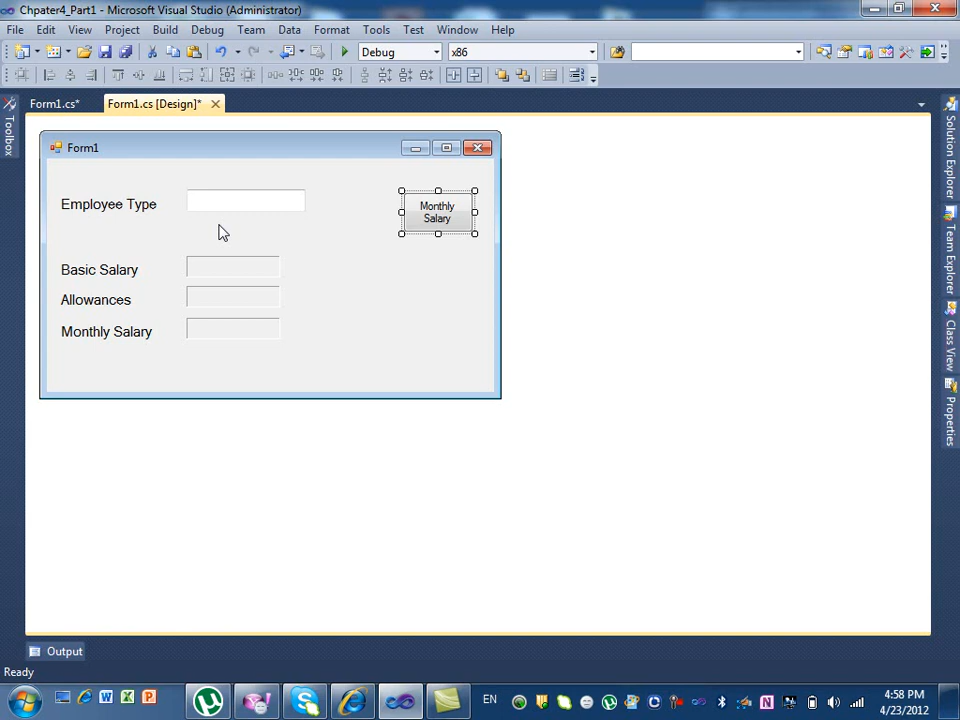 Chpater4_Part1 - Microsoft Visual Studio (Administrator)
File Edit View Project Build Debug Team Data Format Tools Test Window Help
Debug x86
Form1.cs* Form1.cs [Design]*
Toolbox
Form1
Employee Type
Monthly
Salary
Basic Salary
Allowances
Monthly Salary
Solution Explorer
Team Explorer
Class View
Properties
Output
Ready
EN
4:58 PM
4/23/2012